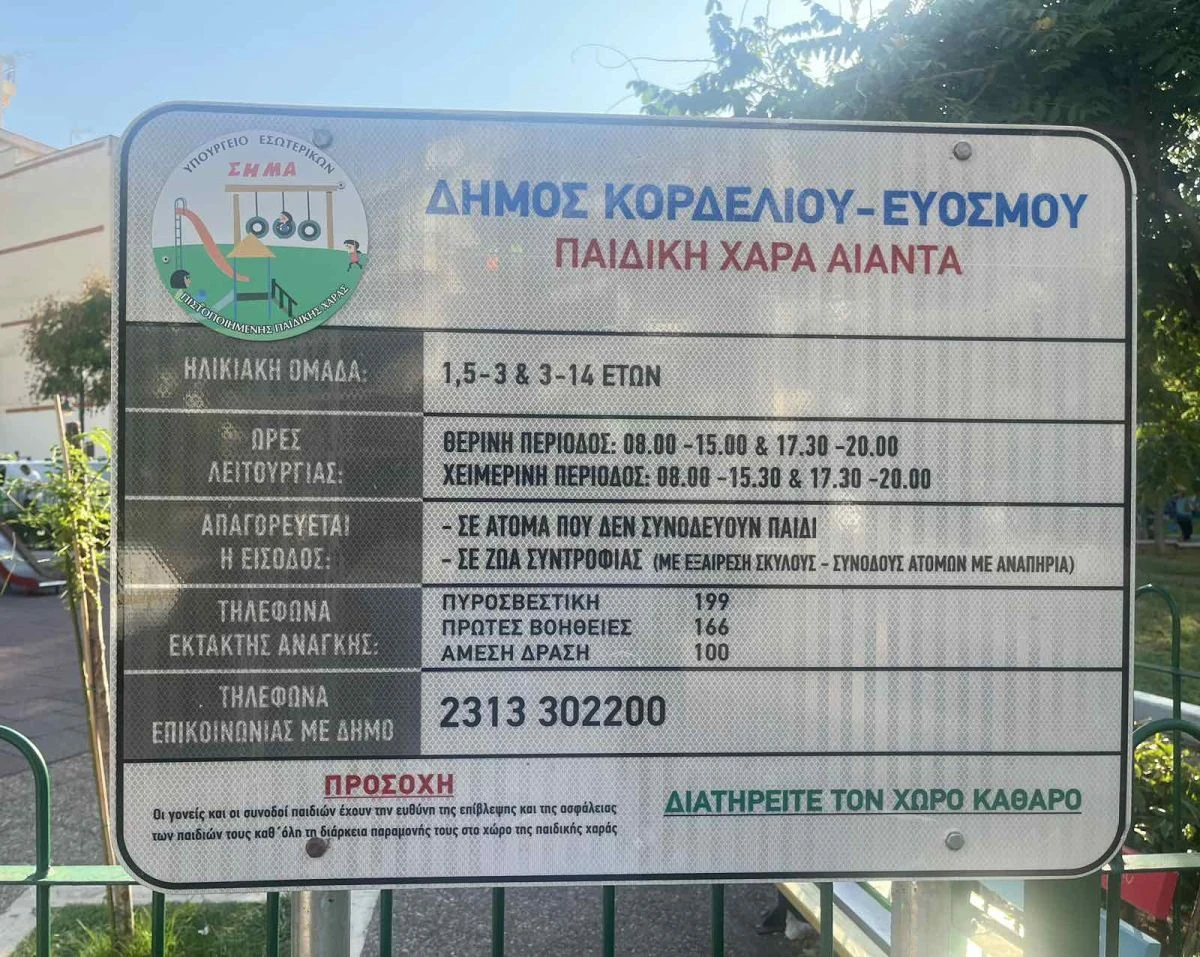 ΥΠΟΥΡΓΕΙΟ ΕΣΩΤΕΡΙΚΩΝ
ΣΗΜΑ
ΠΙΣΤΟΠΟΙΗΜΕΝΗΣ ΠΑΙΔΙΚΗΣ ΧΑΡΑΣ
ΔΗΜΟΣ ΚΟΡΔΕΛΙΟΥ-ΕΥΟΣΜΟΥ
ΠΑΙΔΙΚΗ ΧΑΡΑ ΑΙΑΝΤΑ
ΗΛΙΚΙΑΚΗ ΟΜΑΔΑ:
1,5-3 & 3-14 ΕΤΩΝ
ΩΡΕΣ
ΛΕΙΤΟΥΡΓΙΑΣ:
ΘΕΡΙΝΗ ΠΕΡΙΟΔΟΣ: 08.00 -15.00 & 17.30 -20.00
ΧΕΙΜΕΡΙΝΗ ΠΕΡΙΟΔΟΣ: 08.00 -15.30 & 17.30 -20.00
ΑΠΑΓΟΡΕΥΕΤΑΙ
Η ΕΙΣΟΔΟΣ:
- ΣΕ ΑΤΟΜΑ ΠΟΥ ΔΕΝ ΣΥΝΟΔΕΥΟΥΝ ΠΑΙΔΙ
- ΣΕ ΖΩΑ ΣΥΝΤΡΟΦΙΑΣ (ΜΕ ΕΞΑΙΡΕΣΗ ΣΚΥΛΟΥΣ - ΣΥΝΟΔΟΥΣ ΑΤΟΜΩΝ ΜΕ ΑΝΑΠΗΡΙΑ)
ΤΗΛΕΦΩΝΑ
ΕΚΤΑΚΤΗΣ ΑΝΑΓΚΗΣ:
ΠΥΡΟΣΒΕΣΤΙΚΗ 199
ΠΡΩΤΕΣ ΒΟΗΘΕΙΕΣ 166
ΑΜΕΣΗ ΔΡΑΣΗ 100
ΤΗΛΕΦΩΝΑ
ΕΠΙΚΟΙΝΩΝΙΑΣ ΜΕ ΔΗΜΟ
2313 302200
ΠΡΟΣΟΧΗ
Οι γονείς και οι συνοδοί παιδιών έχουν την ευθύνη της επίβλεψης και της ασφάλειας
των παιδιών τους καθ΄όλη τη διάρκεια παραμονής τους στο χώρο της παιδικής χαράς
ΔΙΑΤΗΡΕΙΤΕ ΤΟΝ ΧΩΡΟ ΚΑΘΑΡΟ